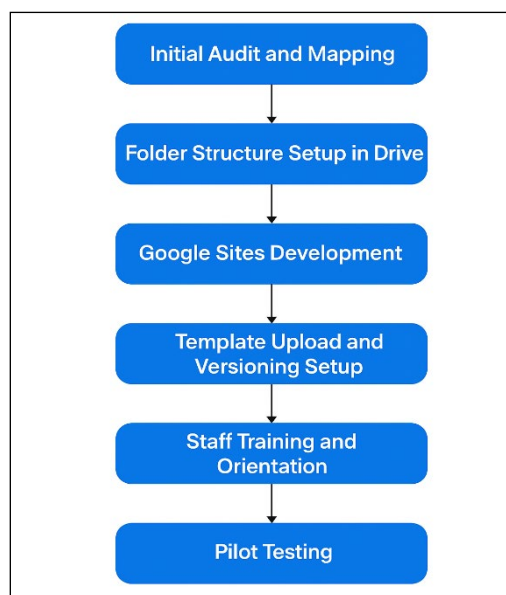 Initial Audit and Mapping
Folder Structure Setup in Drive
Google Sites Development
Template Upload and
Versioning Setup
Staff Training and
Orientation
Pilot Testing